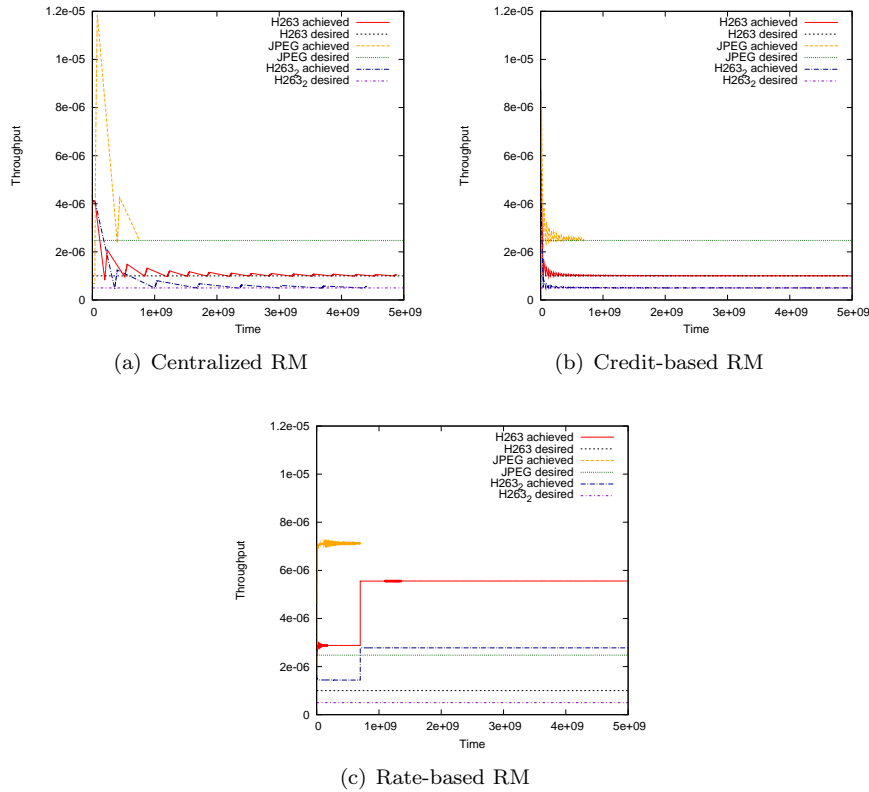 1.2e-05
1e-05
8e-06
6e-06
4e-06
2e-06
0
Throughput
H263 achieved
H263 desired
JPEG achieved
JPEG desired
H263₂ achieved
H263₂ desired
0 1e+09 2e+09 3e+09 4e+09 5e+09
Time
(a) Centralized RM
1.2e-05
1e-05
8e-06
6e-06
4e-06
2e-06
0
Throughput
H263 achieved
H263 desired
JPEG achieved
JPEG desired
H263₂ achieved
H263₂ desired
0 1e+09 2e+09 3e+09 4e+09 5e+09
Time
(b) Credit-based RM
1.2e-05
1e-05
8e-06
6e-06
4e-06
2e-06
0
Throughput
H263 achieved
H263 desired
JPEG achieved
JPEG desired
H263₂ achieved
H263₂ desired
0 1e+09 2e+09 3e+09 4e+09 5e+09
Time
(c) Rate-based RM